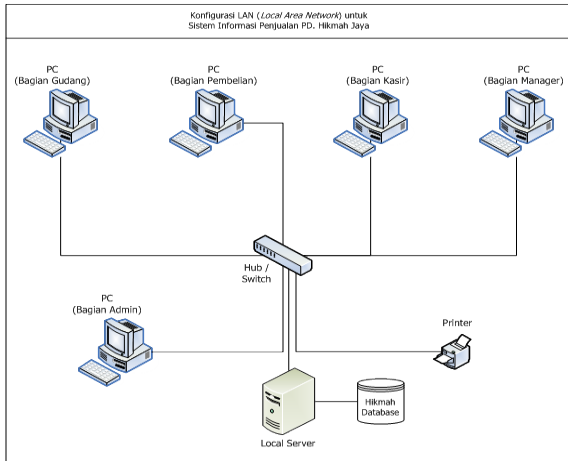 Konfigurasi LAN (Local Area Network) untuk
Sistem Informasi Penjualan PD. Hikmah Jaya
PC
(Bagian Gudang)
PC
(Bagian Pembelian)
PC
(Bagian Kasir)
PC
(Bagian Manager)
Hub /
Switch
PC
(Bagian Admin)
Printer
Hikmah
Database
Local Server